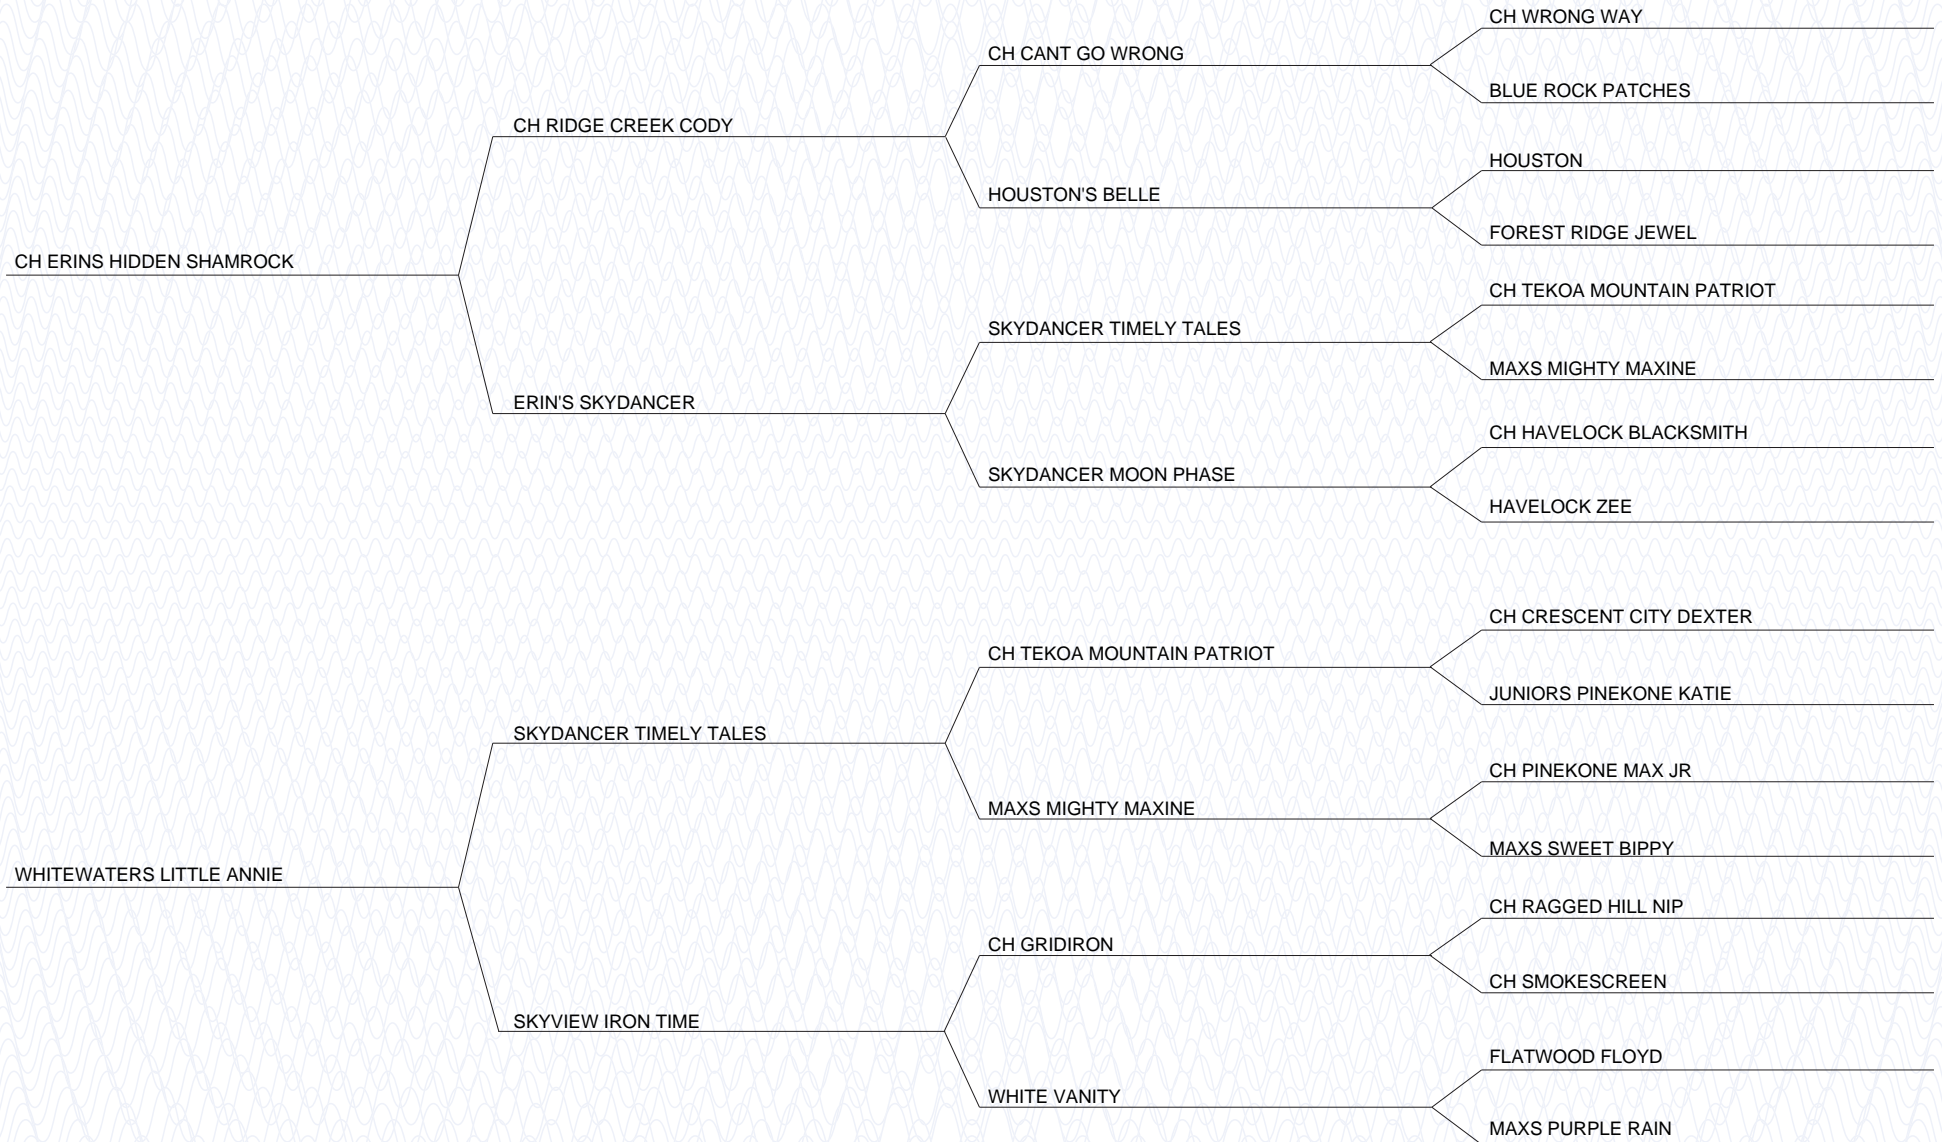 CH WRONG WAY
CH CANT GO WRONG
BLUE ROCK PATCHES
CH RIDGE CREEK CODY
HOUSTON
HOUSTON'S BELLE
FOREST RIDGE JEWEL
CH ERINS HIDDEN SHAMROCK
CH TEKOA MOUNTAIN PATRIOT
SKYDANCER TIMELY TALES
MAXS MIGHTY MAXINE
ERIN'S SKYDANCER
CH HAVELOCK BLACKSMITH
SKYDANCER MOON PHASE
HAVELOCK ZEE
CH CRESCENT CITY DEXTER
CH TEKOA MOUNTAIN PATRIOT
JUNIORS PINEKONE KATIE
SKYDANCER TIMELY TALES
CH PINEKONE MAX JR
MAXS MIGHTY MAXINE
MAXS SWEET BIPPY
WHITEWATERS LITTLE ANNIE
CH RAGGED HILL NIP
CH GRIDIRON
CH SMOKESCREEN
SKYVIEW IRON TIME
FLATWOOD FLOYD
WHITE VANITY
MAXS PURPLE RAIN